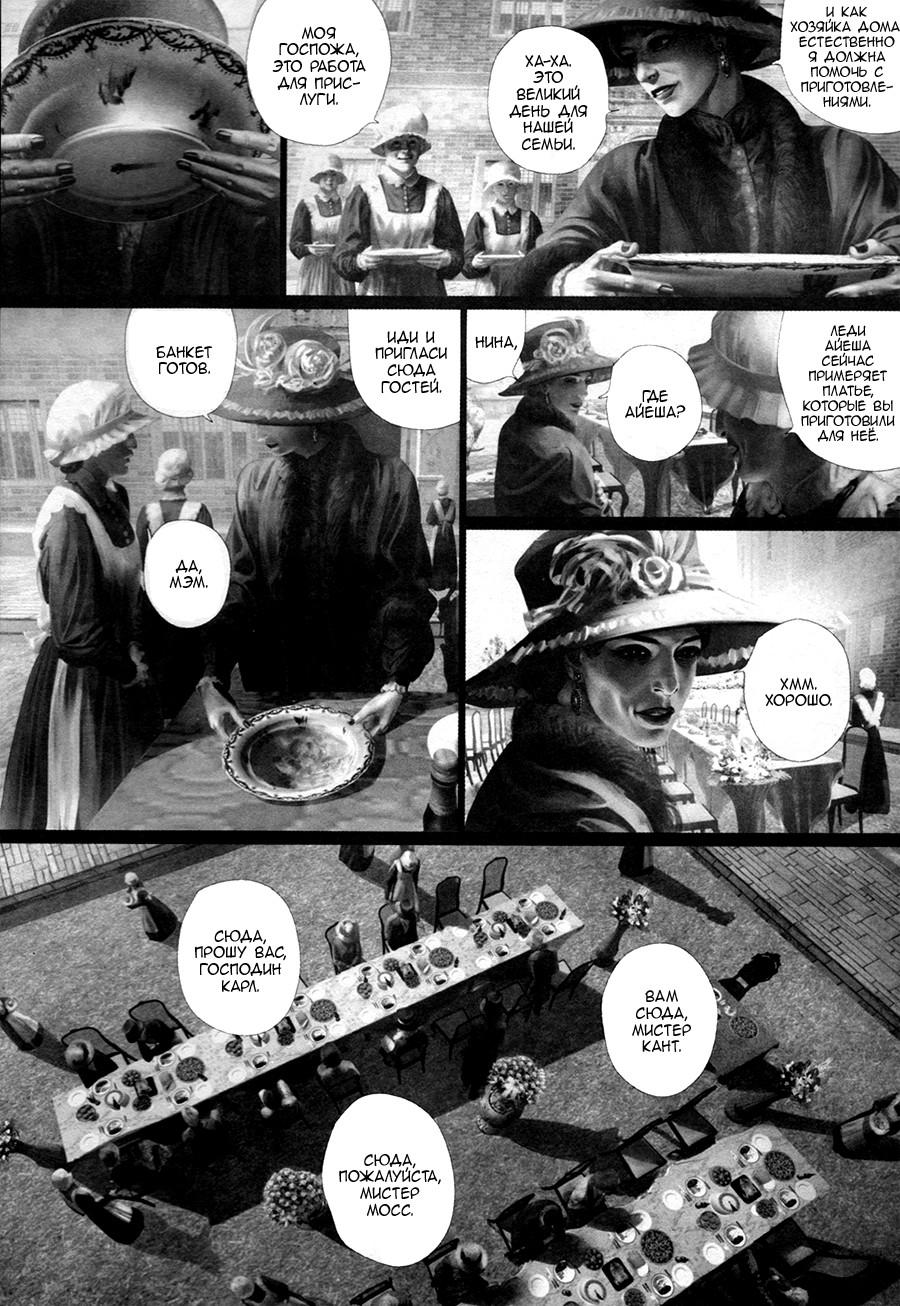 МОЯ
ГОСПОЖА,
ЭТО РАБОТА
ДЛЯ ПРИС-
ЛУГИ.
ХА-ХА.
ЭТО
ВЕЛИКИЙ
ДЕНЬ ДЛЯ
НАШЕЙ
СЕМЬИ.
И КАК
ХОЗЯЙКА ДОМА
ЕСТЕСТВЕННО
Я ДОЛЖНА
ПОМОЧЬ С
ПРИГОТОВЛЕ-
НИЯМИ.
БАНКЕТ
ГОТОВ.
ИДИ И
ПРИГЛАСИ
СЮДА
ГОСТЕЙ.
ДА,
МЭМ.
НИНА,
ГДЕ
АЙЕША?
ЛЕДИ
АЙЕША
СЕЙЧАС
ПРИМЕРЯЕТ
ПЛАТЬЕ,
КОТОРЫЕ ВЫ
ПРИГОТОВИЛИ
ДЛЯ НЕЁ.
ХММ.
ХОРОШО.
СЮДА,
ПРОШУ ВАС,
ГОСПОДИН
КАРЛ.
ВАМ
СЮДА,
МИСТЕР
КАНТ.
СЮДА,
ПОЖАЛУЙСТА,
МИСТЕР
МОСС.